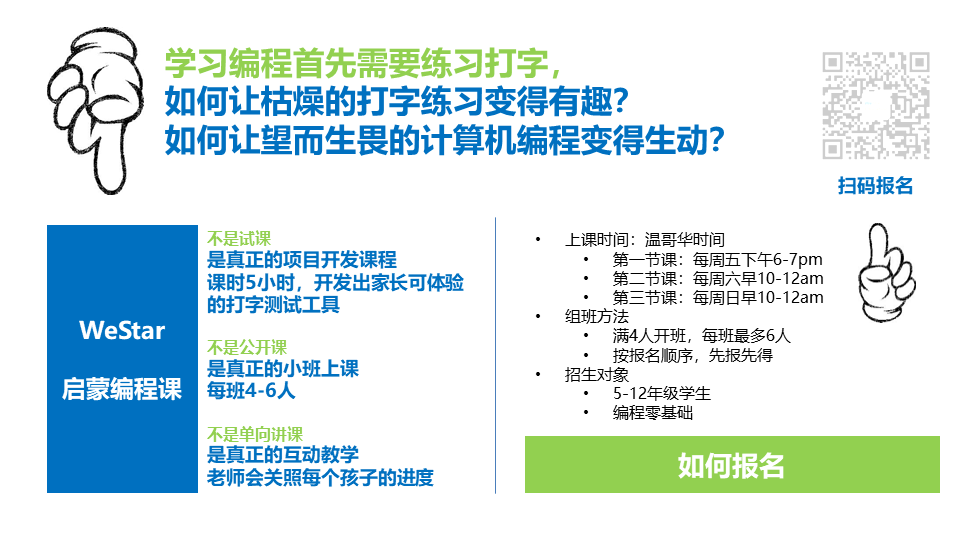 学习编程首先需要练习打字，
如何让枯燥的打字练习变得有趣？
如何让望而生畏的计算机编程变得生动？
扫码报名
WeStar
启蒙编程课
不是试课
是真正的项目开发课程
课时5小时，开发出家长可体验
的打字测试工具
不是公开课
是真正的小班上课
每班4-6人
不是单向讲课
是真正的互动教学
老师会关照每个孩子的进度
• 上课时间：温哥华时间
• 第一节课：每周五下午6-7pm
• 第二节课：每周六早10-12am
• 第三节课：每周日早10-12am
• 组班方法
• 满4人开班，每班最多6人
• 按报名顺序，先报先得
• 招生对象
• 5-12年级学生
• 编程零基础
如何报名